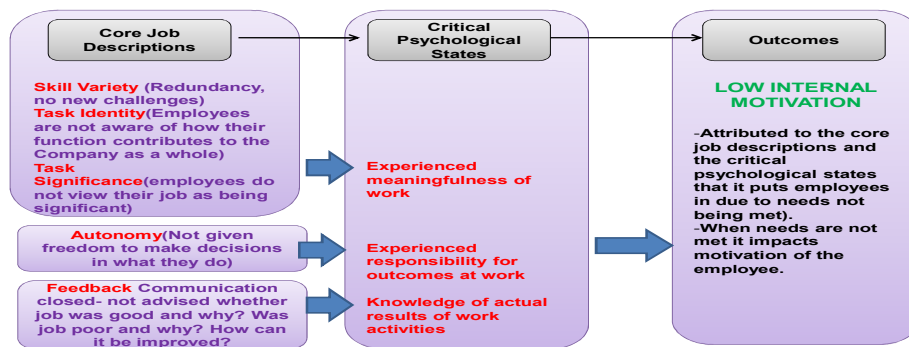 Core Job
Descriptions
Skill Variety (Redundancy,
no new challenges)
Task Identity(Employees
are not aware of how their
function contributes to the
Company as a whole)
Task
Significance(employees do
not view their job as being
significant)
Autonomy(Not given
freedom to make decisions
in what they do)
Feedback Communication
closed- not advised whether
job was good and why? Was
job poor and why? How can
it be improved?
Critical
Psychological
States
Experienced
meaningfulness of
work
Experienced
responsibility for
outcomes at work
Knowledge of actual
results of work
activities
Outcomes
LOW INTERNAL
MOTIVATION
-Attributed to the core
job descriptions and
the critical
psychological states
that it puts employees
in due to needs not
being met).
-When needs are not
met it impacts
motivation of the
employee.